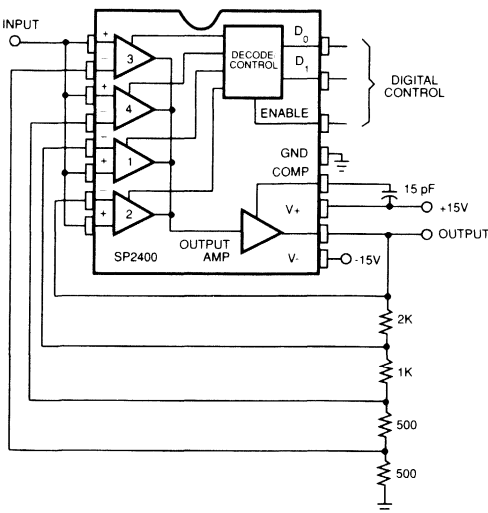 INPUT
+
−
3
+
−
4
−
+
1
−
+
2
DECODE/
CONTROL
D0
D1
ENABLE
DIGITAL
CONTROL
GND
COMP
15 pF
V+
+15V
OUTPUT
AMP
OUTPUT
V-
-15V
SP2400
2K
1K
500
500